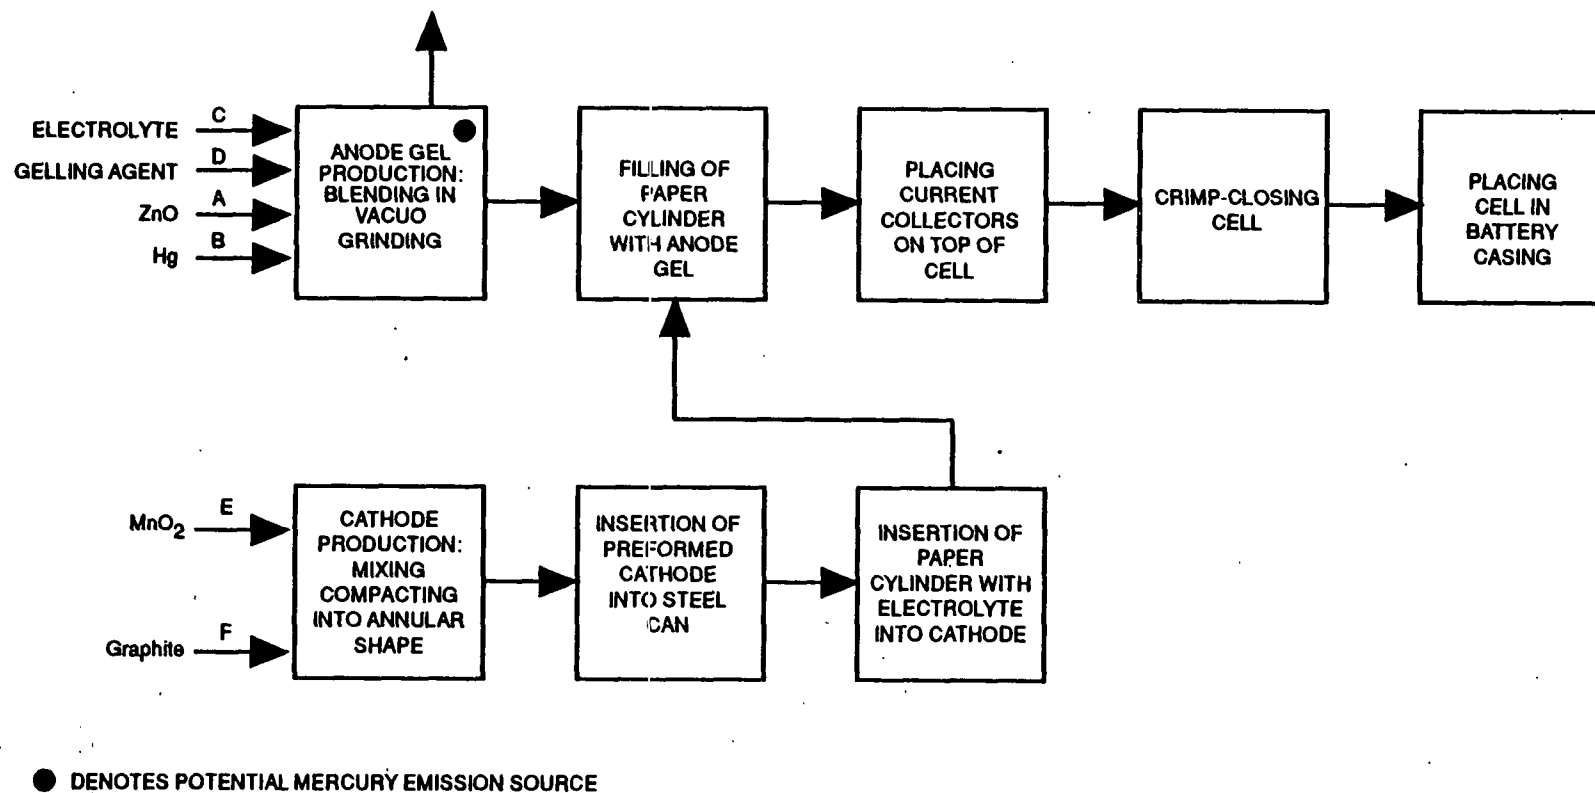 C
ELECTROLYTE
D
GELLING AGENT
A
ZnO
B
Hg
ANODE GEL
PRODUCTION:
BLENDING IN
VACUO
GRINDING
FILLING OF
PAPER
CYLINDER
WITH ANODE
GEL
PLACING
CURRENT
COLLECTORS
ON TOP OF
CELL
CRIMP-CLOSING
CELL
PLACING
CELL IN
BATTERY
CASING
E
MnO2
F
Graphite
CATHODE
PRODUCTION:
MIXING
COMPACTING
INTO ANNULAR
SHAPE
INSERTION OF
PREFORMED
CATHODE
INTO STEEL
CAN
INSERTION OF
PAPER
CYLINDER WITH
ELECTROLYTE
INTO CATHODE
DENOTES POTENTIAL MERCURY EMISSION SOURCE